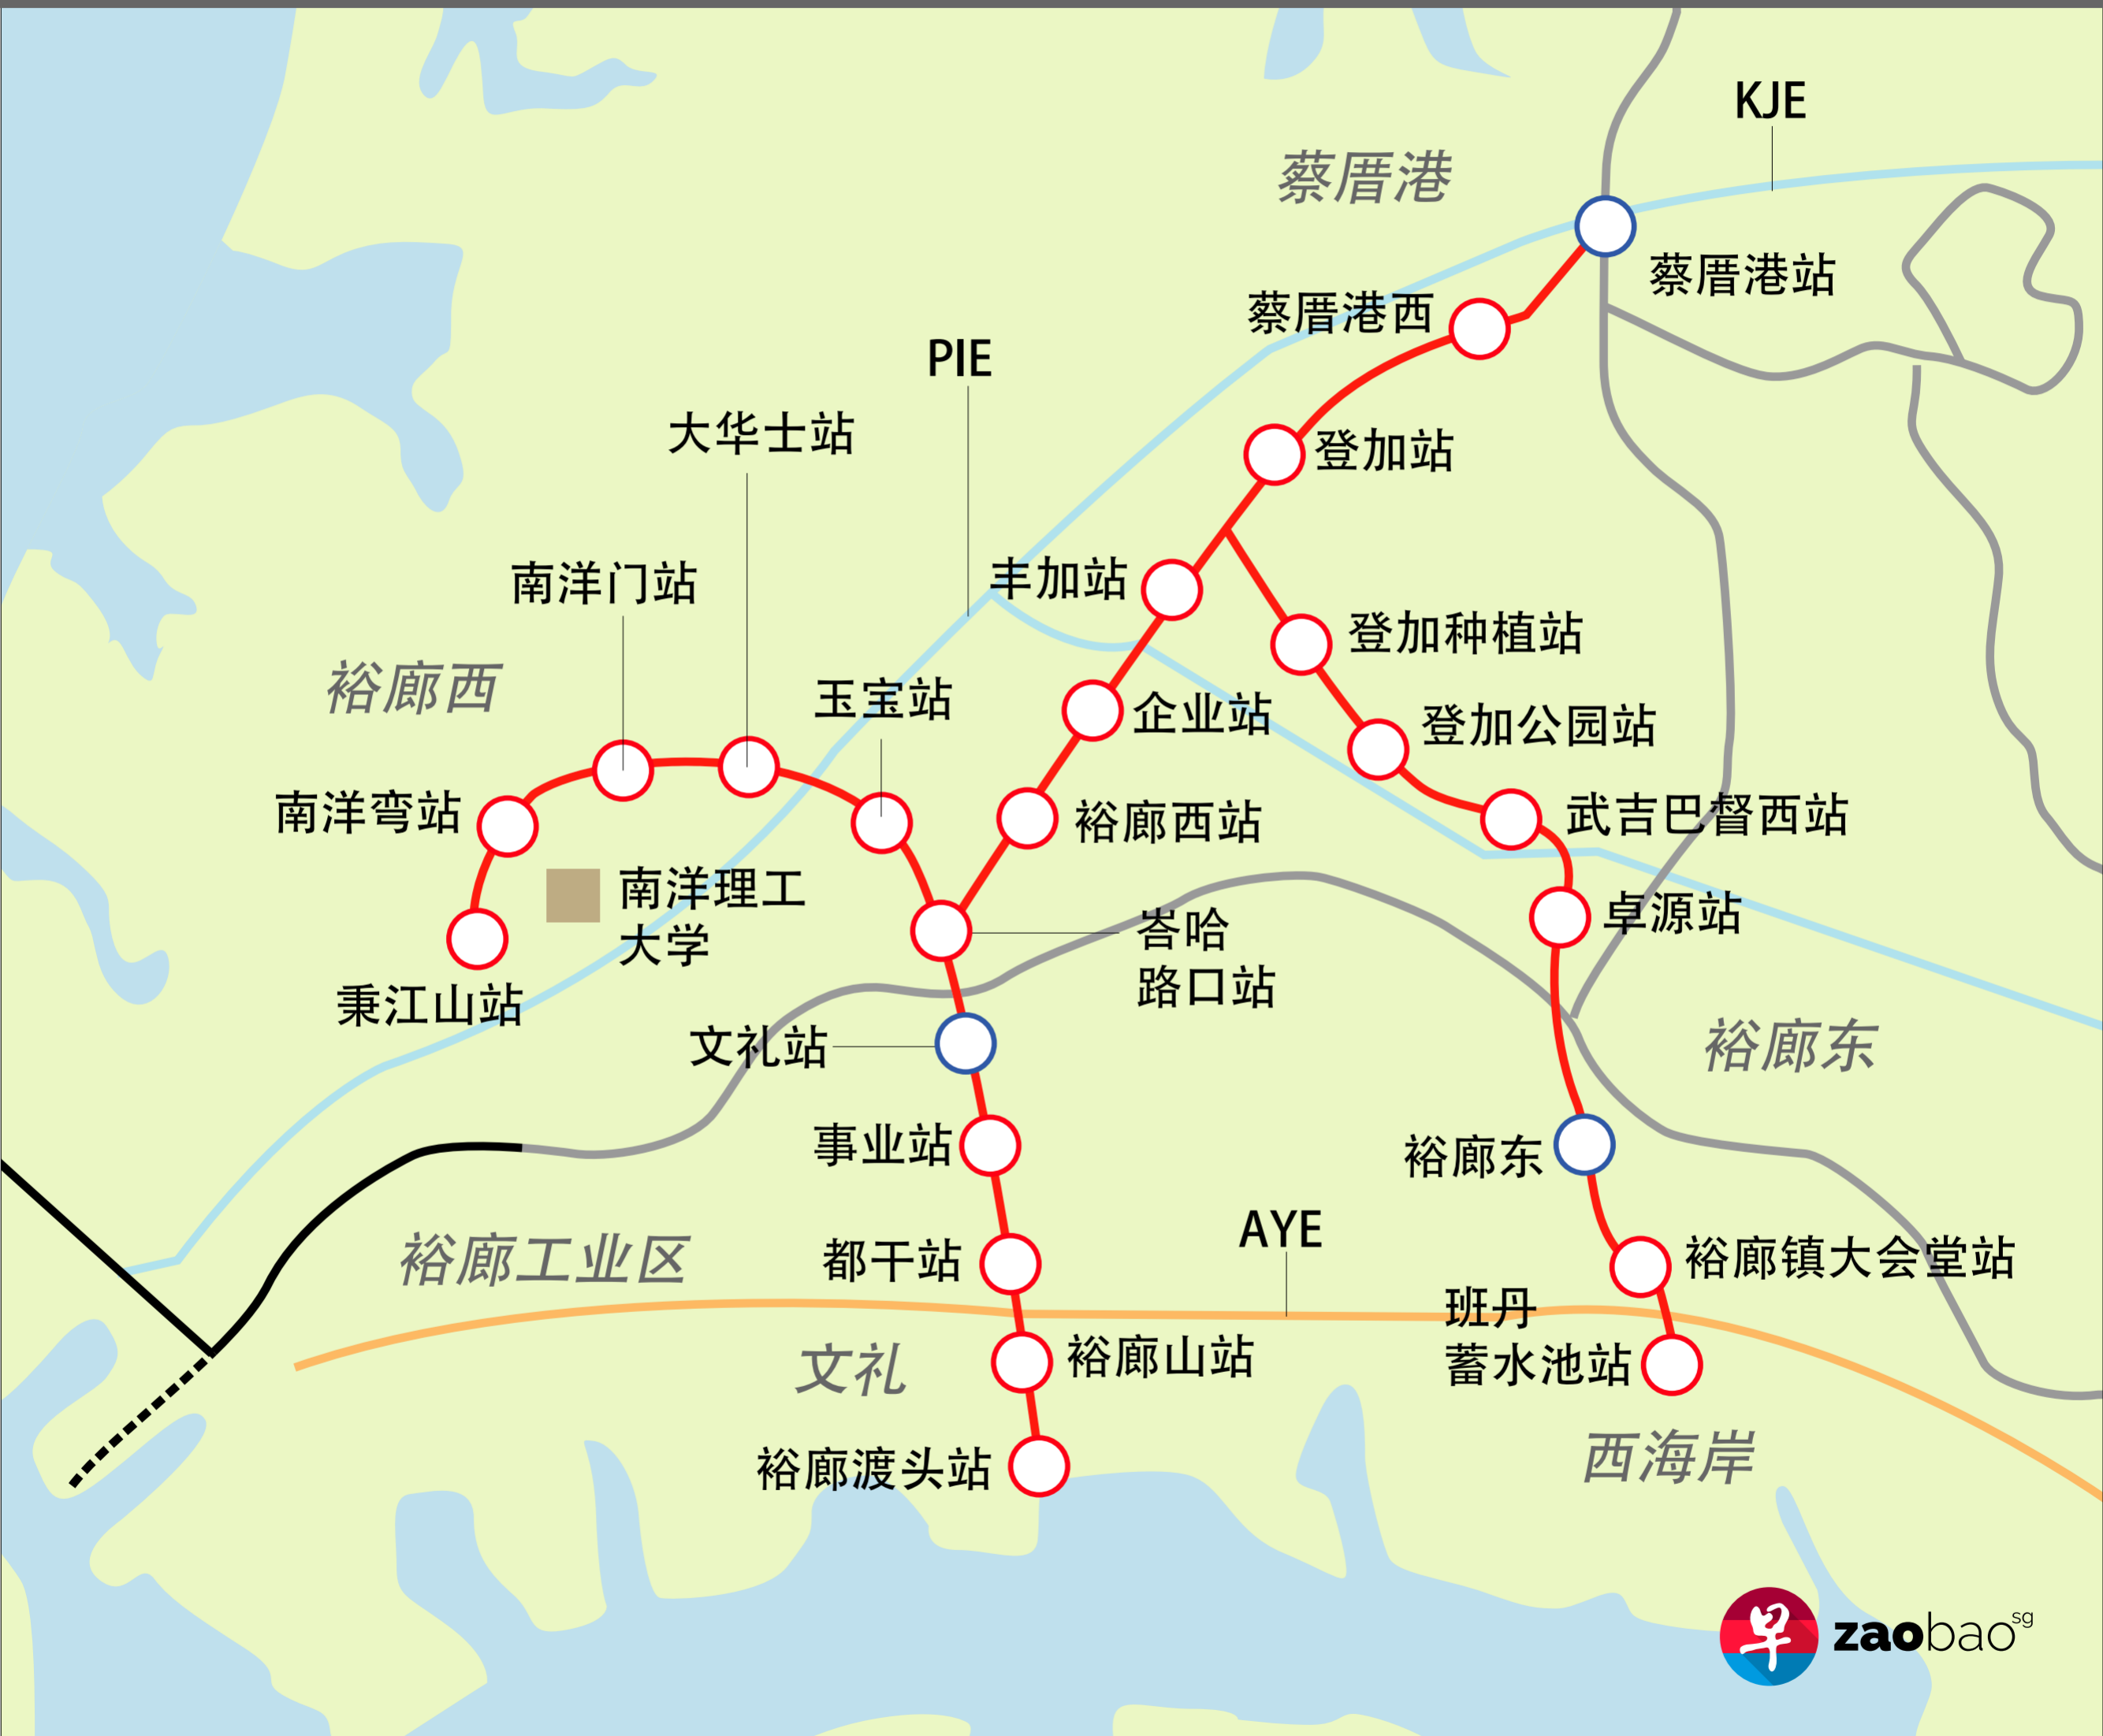 KJE
蔡厝港
蔡厝港站
蔡厝港西
PIE
大华士站
登加站
南洋门站
丰加站
登加种植站
裕廊西
玉宝站
企业站
登加公园站
南洋弯站
裕廊西站
武吉巴督西站
南洋理工
大学
峇哈
路口站
卓源站
秉江山站
文礼站
裕廊东
事业站
裕廊东
裕廊工业区
都干站
AYE
裕廊镇大会堂站
班丹
蓄水池站
文礼
裕廊山站
裕廊渡头站
西海岸
早
zaobaosg